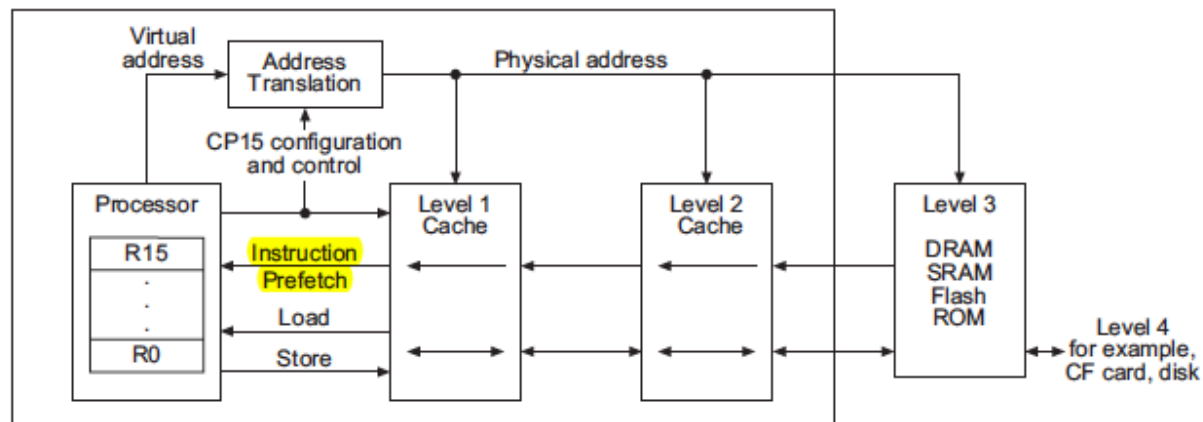 Virtual
address
Address
Translation
Physical address
CP15 configuration
and control
Processor
R15
.
.
.
R0
Instruction
Prefetch
Load
Store
Level 1
Cache
Level 2
Cache
Level 3
DRAM
SRAM
Flash
ROM
Level 4
for example,
CF card, disk